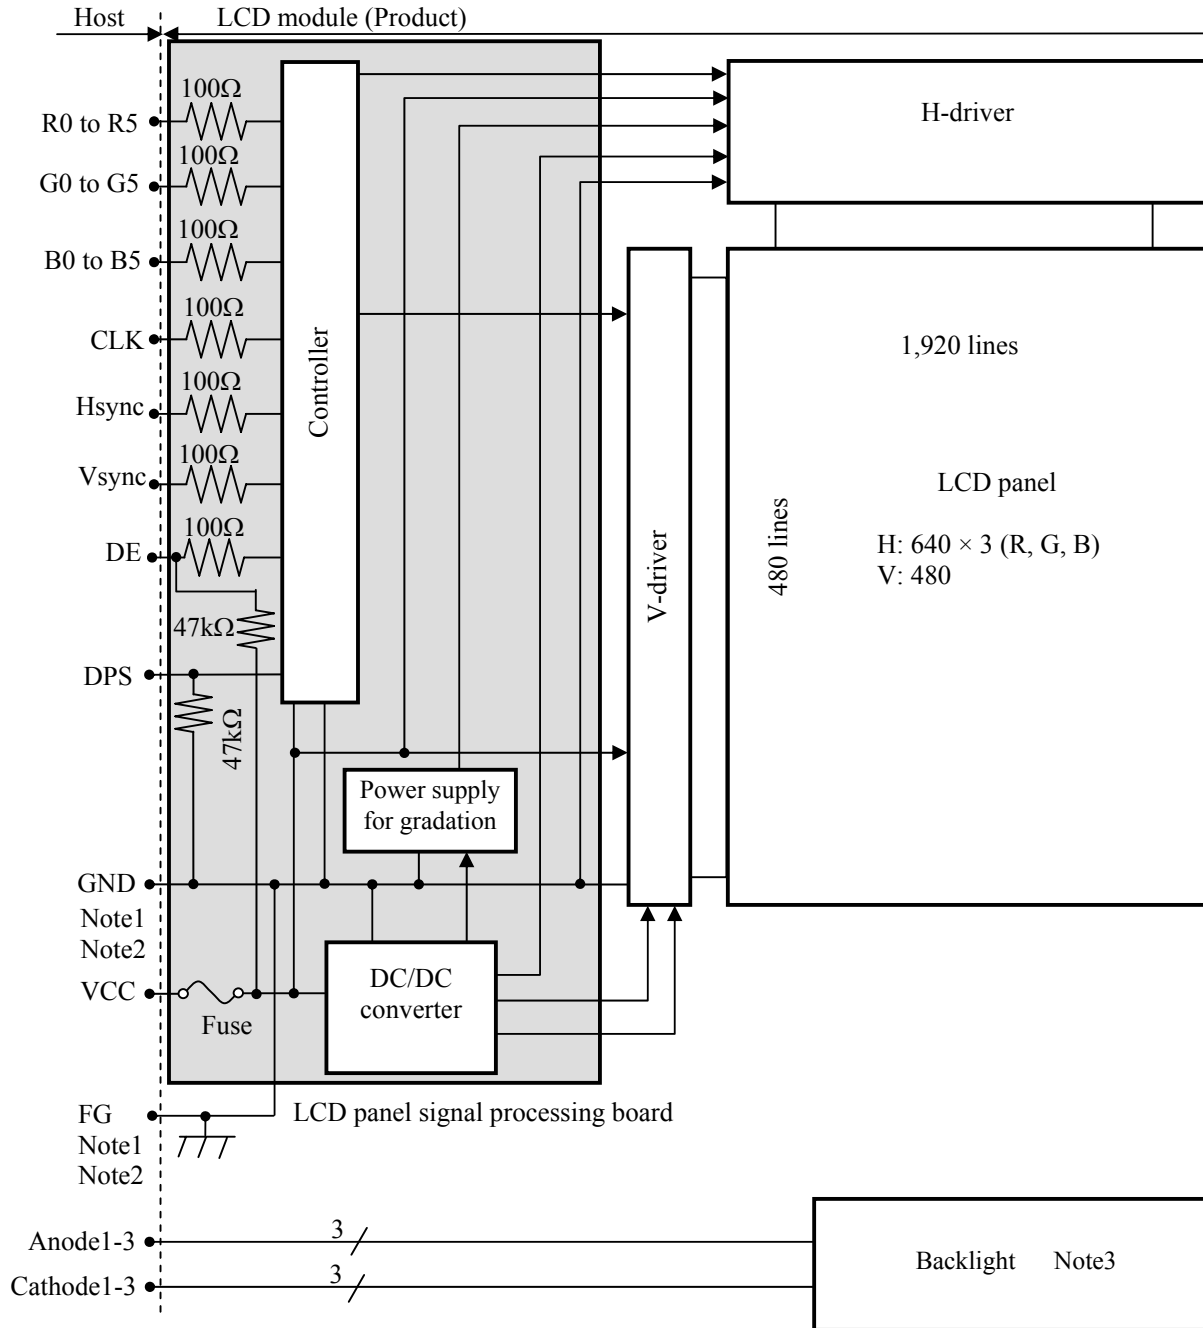 Host
LCD module (Product)
100Ω
R0 to R5
100Ω
G0 to G5
100Ω
B0 to B5
100Ω
CLK
100Ω
Hsync
100Ω
Vsync
100Ω
DE
47kΩ
DPS
47kΩ
Controller
H-driver
V-driver
1,920 lines
480 lines
LCD panel
H: 640 × 3 (R, G, B)
V: 480
Power supply
for gradation
GND
Note1
Note2
VCC
Fuse
DC/DC
converter
FG
Note1
Note2
LCD panel signal processing board
Anode1-3
3
Cathode1-3
3
Backlight Note3